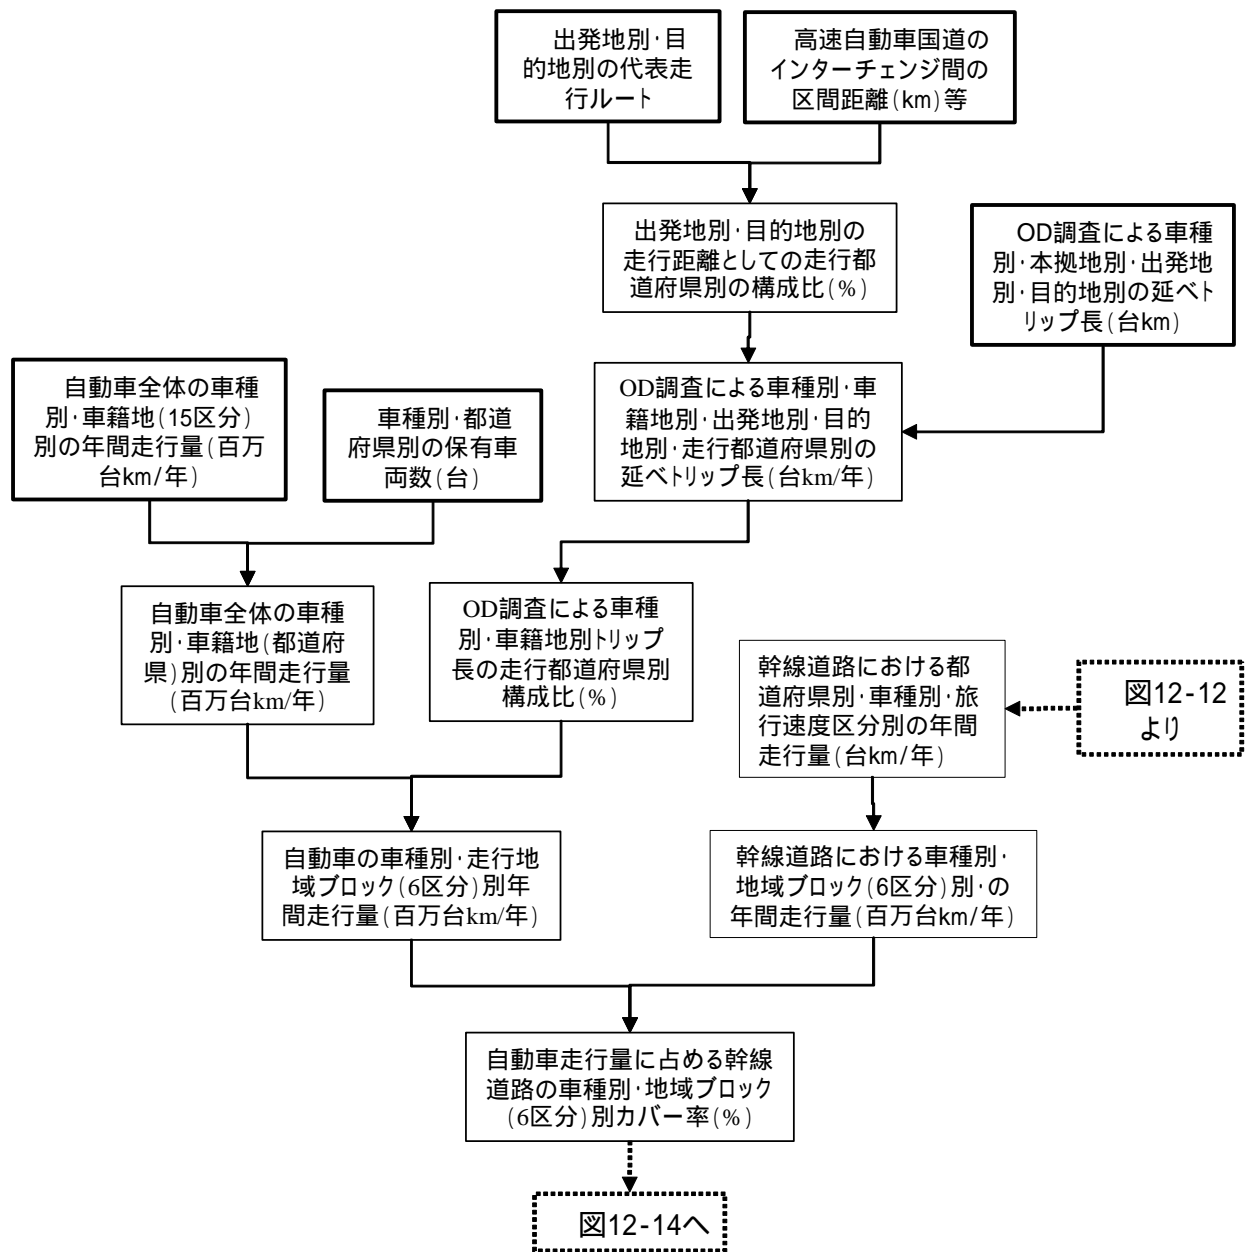 出発地別・目
的地別の代表走
行ルート
高速自動車国道の
インターチェンジ間の
区間距離(km)等
出発地別・目的地別の
走行距離としての走行都
道府県別の構成比(%)
OD調査による車種
別・本拠地別・出発地
別・目的地別の延べト
リップ長(台km)
自動車全体の車種
別・車籍地(15区分)
別の年間走行量(百万
台km/年)
車種別・都道
府県別の保有車
両数(台)
OD調査による車種別・車
籍地別・出発地別・目的
地別・走行都道府県別の
延べトリップ長(台km/年)
自動車全体の車種
別・車籍地(都道府
県)別の年間走行量
(百万台km/年)
OD調査による車種
別・車籍地別トリップ
長の走行都道府県別
構成比(%)
幹線道路における都
道府県別・車種別・旅
行速度区分別の年間
走行量(台km/年)
図12-12
より
自動車の車種別・走行地
域ブロック(6区分)別年
間走行量(百万台km/年)
幹線道路における車種別・
地域ブロック(6区分)別・の
年間走行量(百万台km/年)
自動車走行量に占める幹線
道路の車種別・地域ブロック
(6区分)別カバー率(%)
図12-14へ